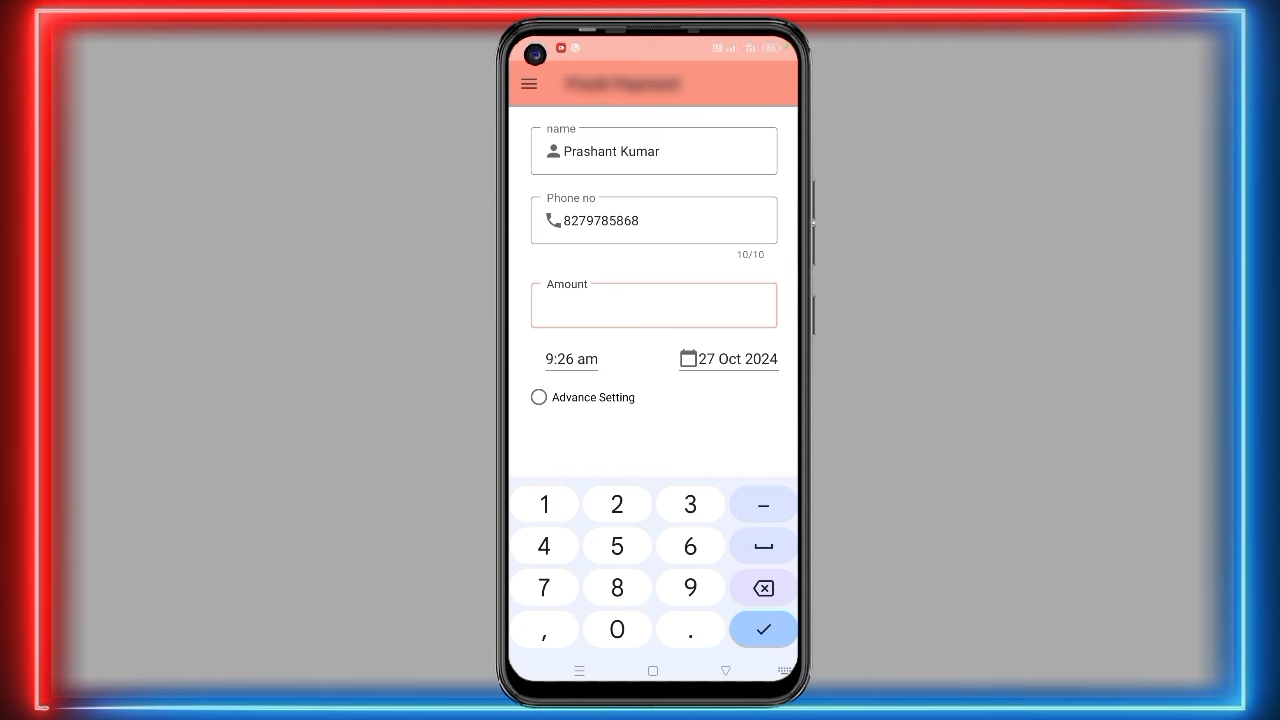 name
Prashant Kumar
Phone no
8279785868
10/10
Amount
9:26 am
27 Oct 2024
Advance Setting
1 2 3 –
4 5 6
7 8 9
, 0 .